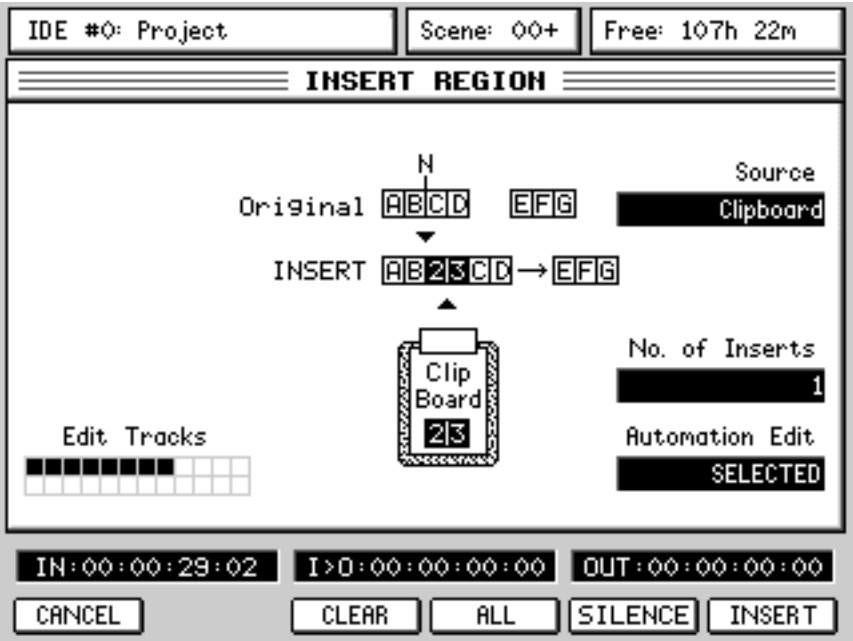 IDE #0: Project Scene: 00+ Free: 107h 22m
INSERT REGION
N
Source
Original ABCD EFG Clipboard
INSERT AB23CD→EFG
No. of Inserts
Clip
1
Board
Edit Tracks 23 Automation Edit
SELECTED
IN:00:00:29:02 I>O:00:00:00:00 OUT:00:00:00:00
CANCEL CLEAR ALL SILENCE INSERT